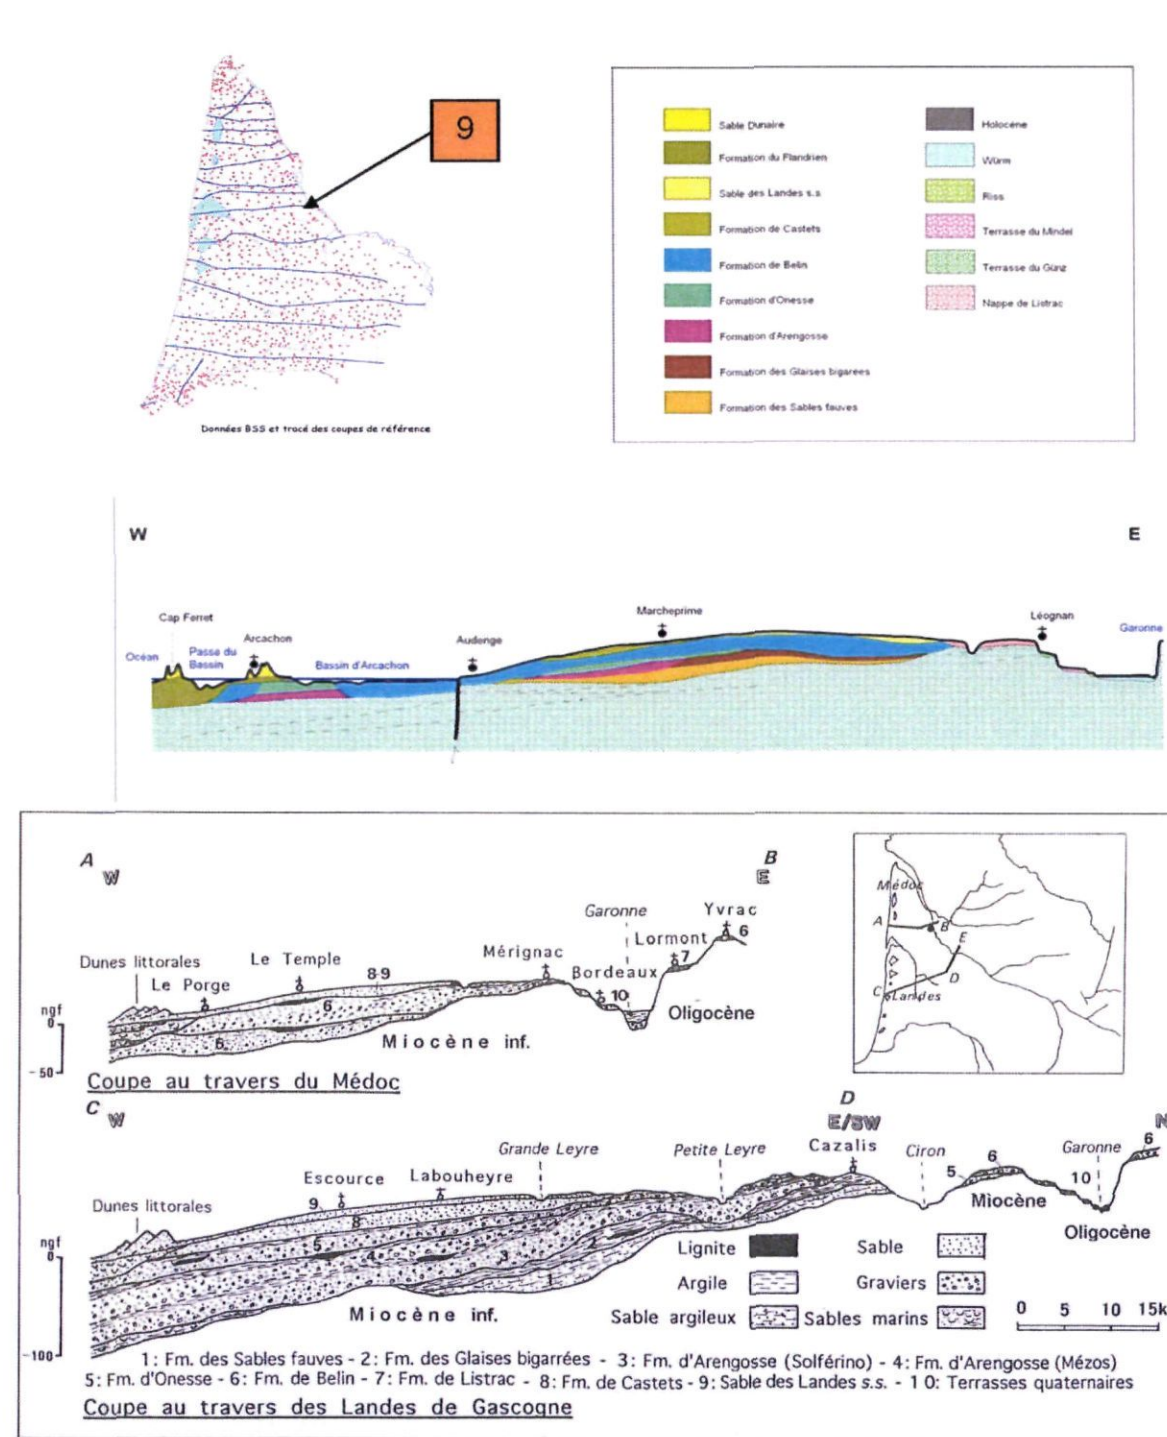 9
Sable Dunaire
Formation du Flandrien
Sable des Landes s.s
Formation de Castets
Formation de Belin
Formation d'Onesse
Formation d'Arengosse
Formation des Glaises bigarees
Formation des Sables fauves
Holocène
Würm
Riss
Terrasse du Mindel
Terrasse du Günz
Nappe de Listrac
Données BSS et tracé des coupes de référence
W
E
Cap Ferret
Océan
Passe du
Bassin
Arcachon
Bassin d'Arcachon
Audenge
Marcheprime
Léognan
Garonne
A
W
B
E
Dunes littorales
Le Porge
Le Temple
8-9
6
6
Mérignac
Garonne
Bordeaux
10
Lormont
7
Yvrac
6
Oligocène
Miocène inf.
ngf
0
-50
Coupe au travers du Médoc
Médoc
A
B
E
D
C
Landes
C
W
D
E/SW
N
Dunes littorales
Escource
Labouheyre
Grande Leyre
Petite Leyre
Cazalis
Ciron
Garonne
9
8
5
4
3
2
1
5
6
10
6
Miocène
Oligocène
Miocène inf.
ngf
0
-100
Lignite
Sable
Argile
Graviers
Sable argileux
Sables marins
0 5 10 15k
1: Fm. des Sables fauves - 2: Fm. des Glaises bigarrées - 3: Fm. d'Arengosse (Solférino) - 4: Fm. d'Arengosse (Mézos)
5: Fm. d'Onesse - 6: Fm. de Belin - 7: Fm. de Listrac - 8: Fm. de Castets - 9: Sable des Landes s.s. - 10: Terrasses quaternaires
Coupe au travers des Landes de Gascogne